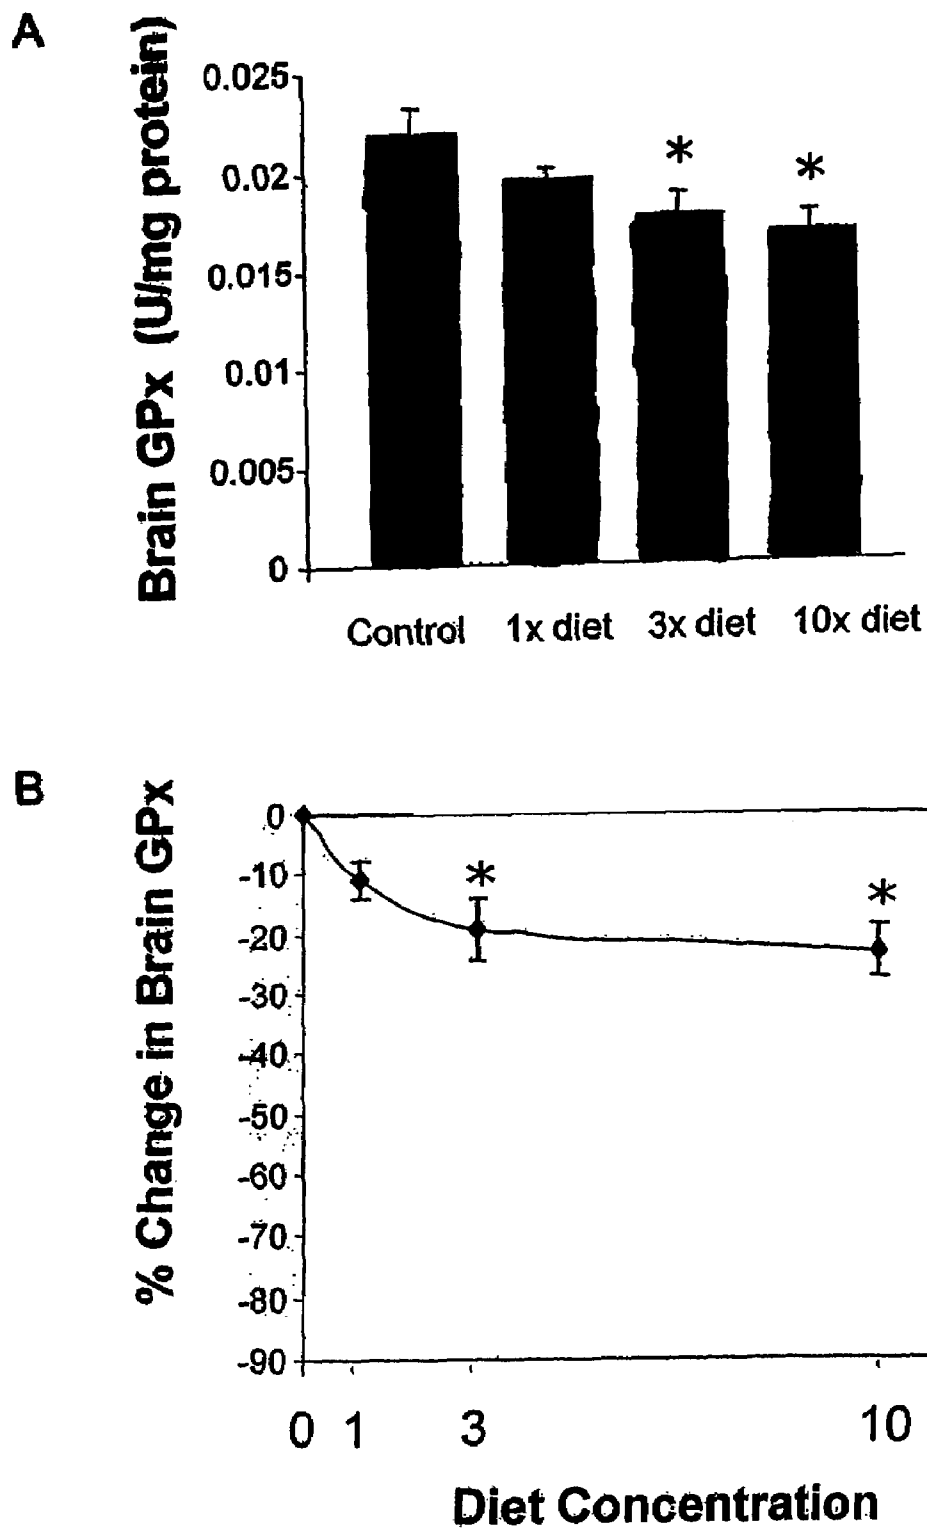 A
Brain GPx (U/mg protein)
0.025
0.02
0.015
0.01
0.005
0
*
*
Control 1x diet 3x diet 10x diet
B
% Change in Brain GPx
0
-10
-20
-30
-40
-50
-60
-70
-80
-90
*
*
0 1 3 10
Diet Concentration